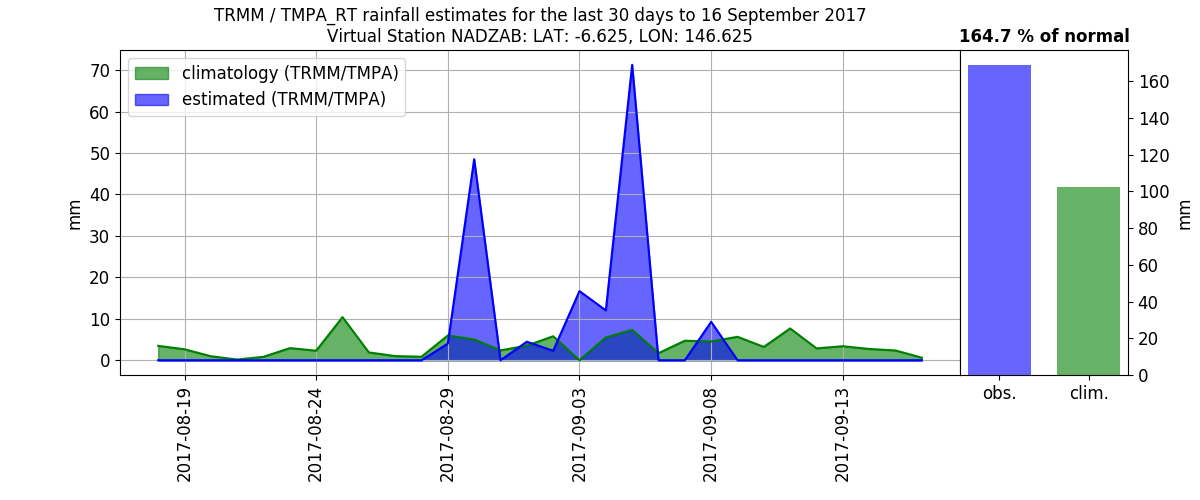 TRMM / TMPA_RT rainfall estimates for the last 30 days to 16 September 2017
Virtual Station NADZAB: LAT: -6.625, LON: 146.625
164.7 % of normal
climatology (TRMM/TMPA)
estimated (TRMM/TMPA)
mm
70
60
50
40
30
20
10
0
2017-08-19
2017-08-24
2017-08-29
2017-09-03
2017-09-08
2017-09-13
160
140
120
100
80
60
40
20
0
mm
obs.
clim.